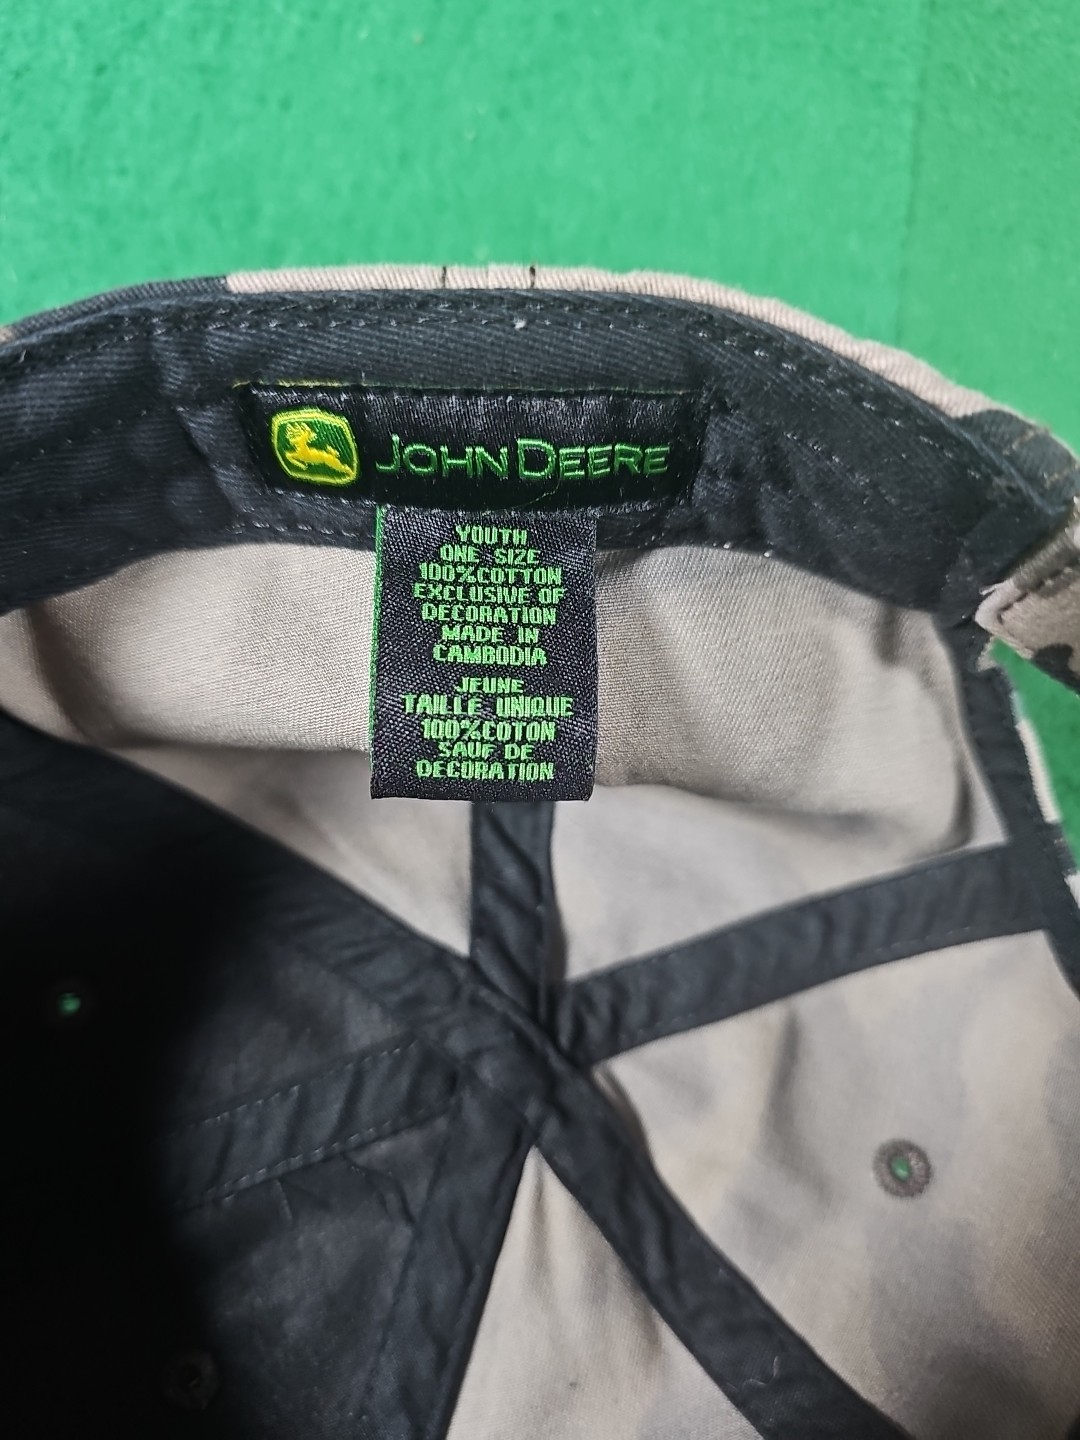 JOHN DEERE
YOUTH
ONE SIZE
100%COTTON
EXCLUSIVE OF
DECORATION
MADE IN
CAMBODIA
JEUNE
TAILLE UNIQUE
100%COTON
SAUF DE
DECORATION